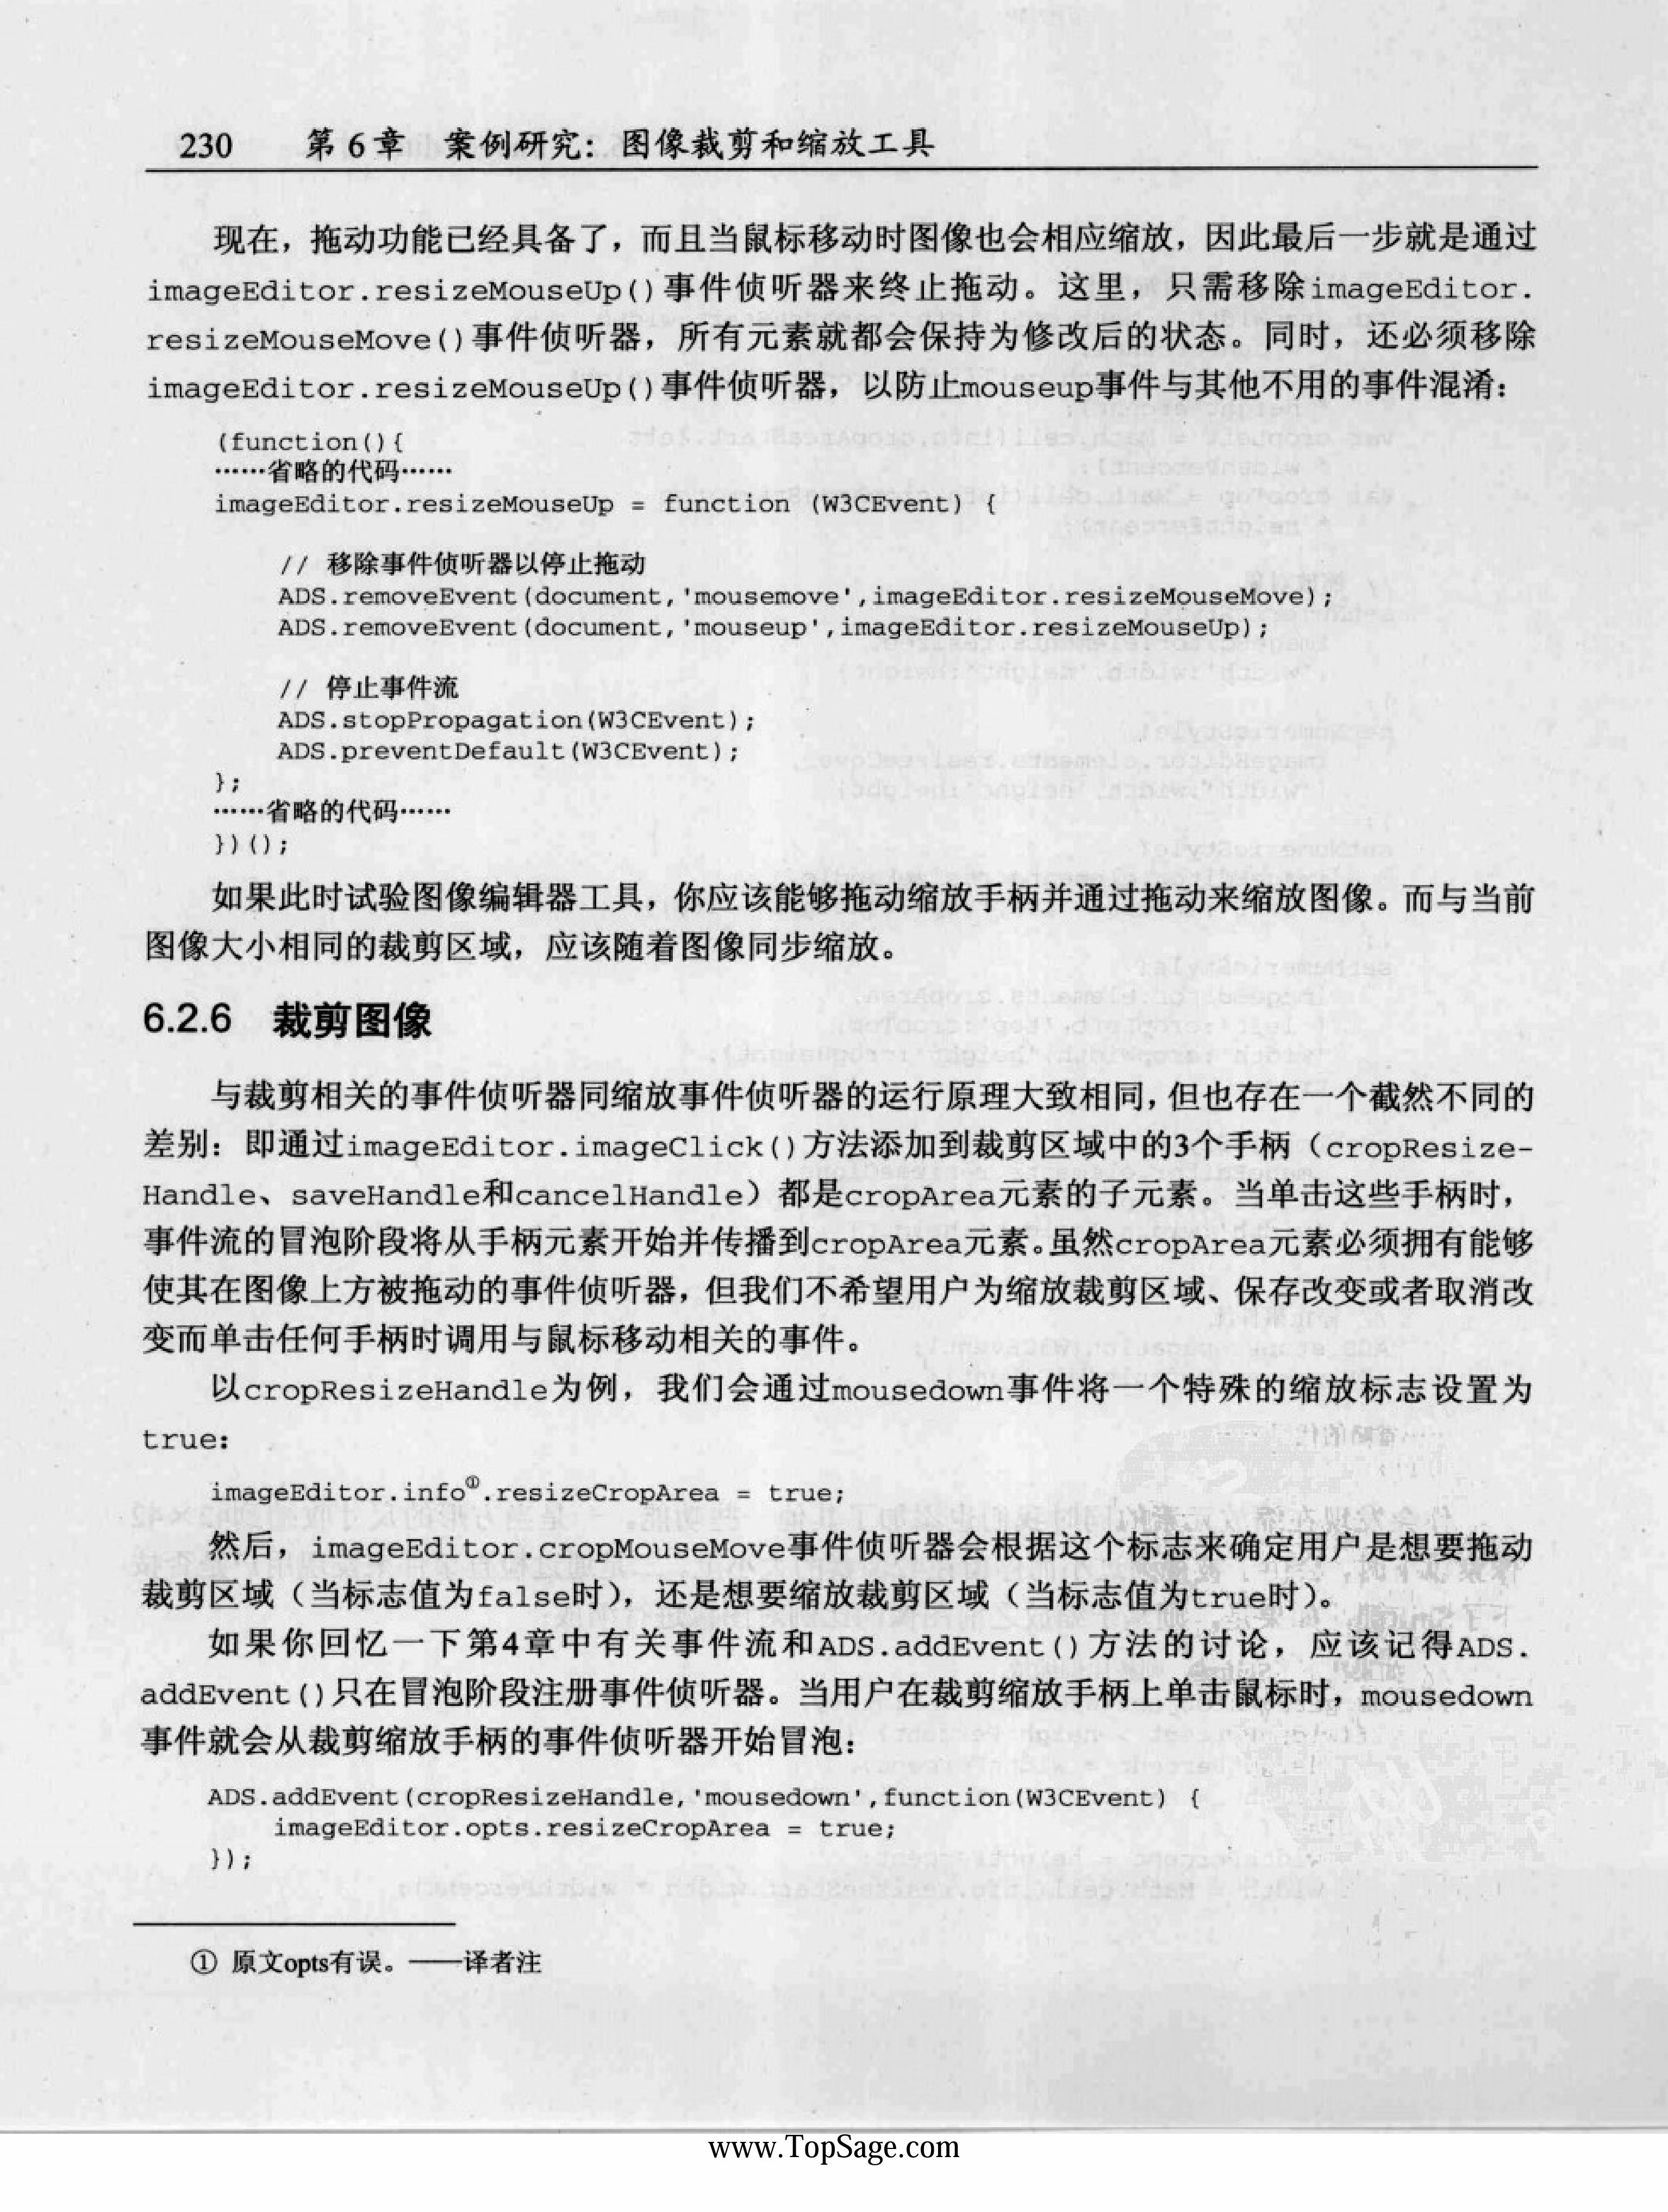 230 第6章 案例研究：图像裁剪和缩放工具
现在，拖动功能已经具备了，而且当鼠标移动时图像也会相应缩放，因此最后一步就是通过
imageEditor.resizeMouseUp()事件侦听器来终止拖动。这里，只需移除imageEditor.
resizeMouseMove()事件侦听器，所有元素就都会保持为修改后的状态。同时，还必须移除
imageEditor.resizeMouseUp()事件侦听器，以防止mouseup事件与其他不用的事件混淆：
(function(){
……省略的代码……
imageEditor.resizeMouseUp = function (W3CEvent) {
// 移除事件侦听器以停止拖动
ADS.removeEvent(document,'mousemove',imageEditor.resizeMouseMove);
ADS.removeEvent(document,'mouseup',imageEditor.resizeMouseUp);
// 停止事件流
ADS.stopPropagation(W3CEvent);
ADS.preventDefault(W3CEvent);
};
……省略的代码……
})();
如果此时试验图像编辑器工具，你应该能够拖动缩放手柄并通过拖动来缩放图像。而与当前
图像大小相同的裁剪区域，应该随着图像同步缩放。
6.2.6 裁剪图像
与裁剪相关的事件侦听器同缩放事件侦听器的运行原理大致相同，但也存在一个截然不同的
差别：即通过imageEditor.imageClick()方法添加到裁剪区域中的3个手柄（cropResize-
Handle、saveHandle和cancelHandle）都是cropArea元素的子元素。当单击这些手柄时，
事件流的冒泡阶段将从手柄元素开始并传播到cropArea元素。虽然cropArea元素必须拥有能够
使其在图像上方被拖动的事件侦听器，但我们不希望用户为缩放裁剪区域、保存改变或者取消改
变而单击任何手柄时调用与鼠标移动相关的事件。
以cropResizeHandle为例，我们会通过mousedown事件将一个特殊的缩放标志设置为
true：
imageEditor.info①.resizeCropArea = true;
然后，imageEditor.cropMouseMove事件侦听器会根据这个标志来确定用户是想要拖动
裁剪区域（当标志值为false时），还是想要缩放裁剪区域（当标志值为true时）。
如果你回忆一下第4章中有关事件流和ADS.addEvent()方法的讨论，应该记得ADS.
addEvent()只在冒泡阶段注册事件侦听器。当用户在裁剪缩放手柄上单击鼠标时，mousedown
事件就会从裁剪缩放手柄的事件侦听器开始冒泡：
ADS.addEvent(cropResizeHandle,'mousedown',function(W3CEvent) {
imageEditor.opts.resizeCropArea = true;
});
① 原文opts有误。——译者注
www.TopSage.com